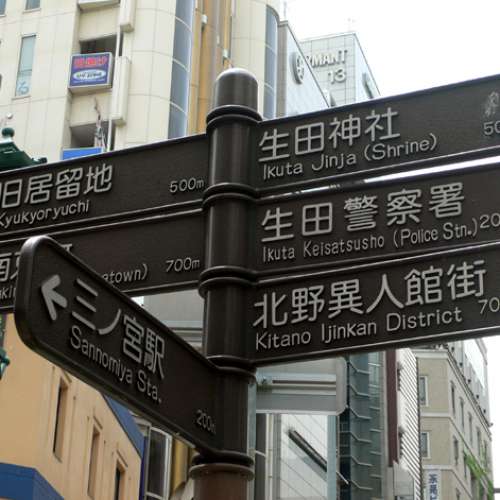 旧居留地
Kyukyoryuchi
500m
atown)
700m
三ノ宮駅
Sannomiya Sta.
200m
生田神社
Ikuta Jinja (Shrine)
生田警察署
Ikuta Keisatsusho (Police Stn.)
北野異人館街
Kitano Ijinkan District
13